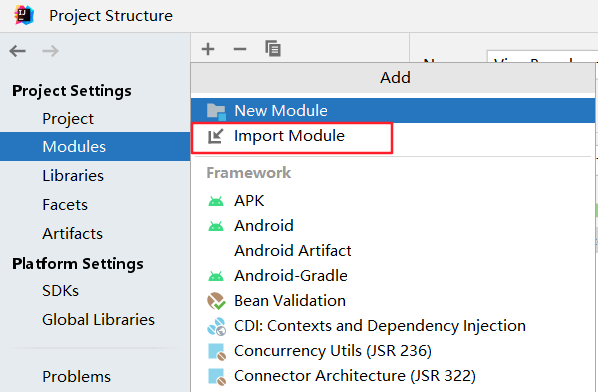 Project Structure
Add
Project Settings
Project
Modules
Libraries
Facets
Artifacts
Platform Settings
SDKs
Global Libraries
Problems
New Module
Import Module
Framework
APK
Android
Android Artifact
Android-Gradle
Bean Validation
CDI: Contexts and Dependency Injection
Concurrency Utils (JSR 236)
Connector Architecture (JSR 322)